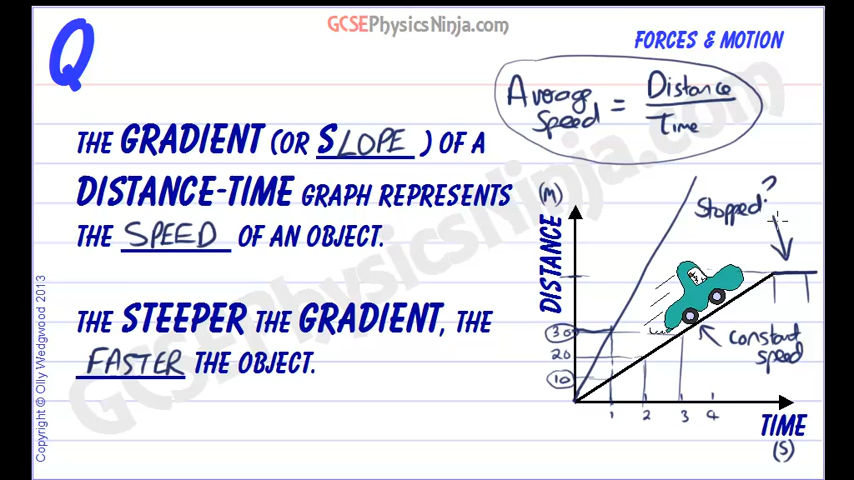 GCSEPhysicsNinja.com
Q
FORCES & MOTION
Average Speed = Distance / Time
THE GRADIENT (OR SLOPE) OF A
DISTANCE-TIME GRAPH REPRESENTS
THE SPEED OF AN OBJECT.
THE STEEPER THE GRADIENT, THE
FASTER THE OBJECT.
(M)
DISTANCE
Stopped?
constant
speed
30
20
10
1 2 3 4
TIME
(S)
Copyright © Olly Wedgwood 2013
GCSEPhysicsNinja.com